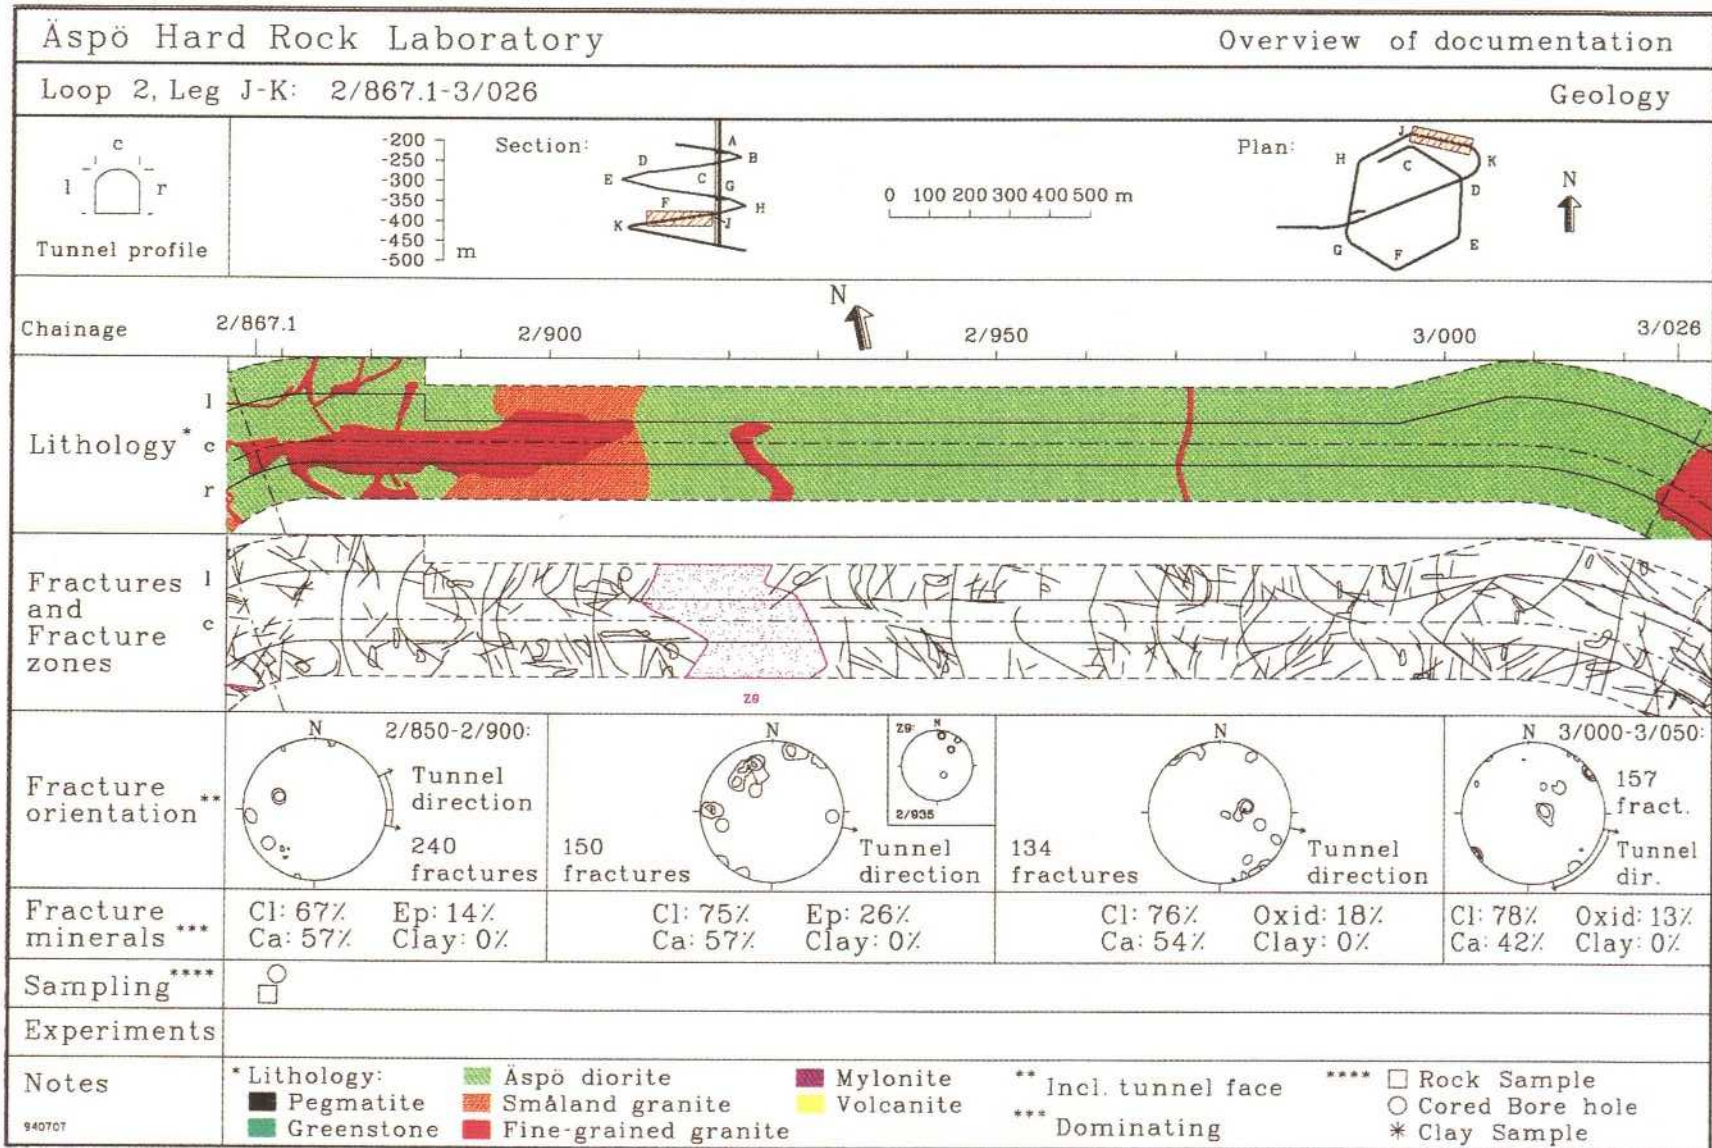 Äspö Hard Rock Laboratory
Overview of documentation
Loop 2, Leg J-K: 2/867.1-3/026
Geology
c
l r
Tunnel profile
-200
-250
-300
-350
-400
-450
-500
m
Section:
A
B
D
C
E
G
F
H
J
K
0 100 200 300 400 500 m
Plan:
J
H
C
K
D
G
F
E
N
N
Chainage
2/867.1
2/900
2/950
3/000
3/026
Lithology *
l
c
r
Fractures
and
Fracture
zones
l
c
Z9
Fracture
orientation **
N
2/850-2/900:
Tunnel
direction
240
fractures
N
150
fractures
Tunnel
direction
Z9:
N
2/935
N
134
fractures
Tunnel
direction
N
3/000-3/050:
157
fract.
Tunnel
dir.
Fracture
minerals ***
Cl: 67% Ep: 14%
Ca: 57% Clay: 0%
Cl: 75% Ep: 26%
Ca: 57% Clay: 0%
Cl: 76% Oxid: 18%
Ca: 54% Clay: 0%
Cl: 78% Oxid: 13%
Ca: 42% Clay: 0%
Sampling ****
Experiments
Notes
940707
* Lithology:
Pegmatite
Greenstone
Äspö diorite
Småland granite
Fine-grained granite
Mylonite
Volcanite
** Incl. tunnel face
*** Dominating
**** Rock Sample
Cored Bore hole
Clay Sample